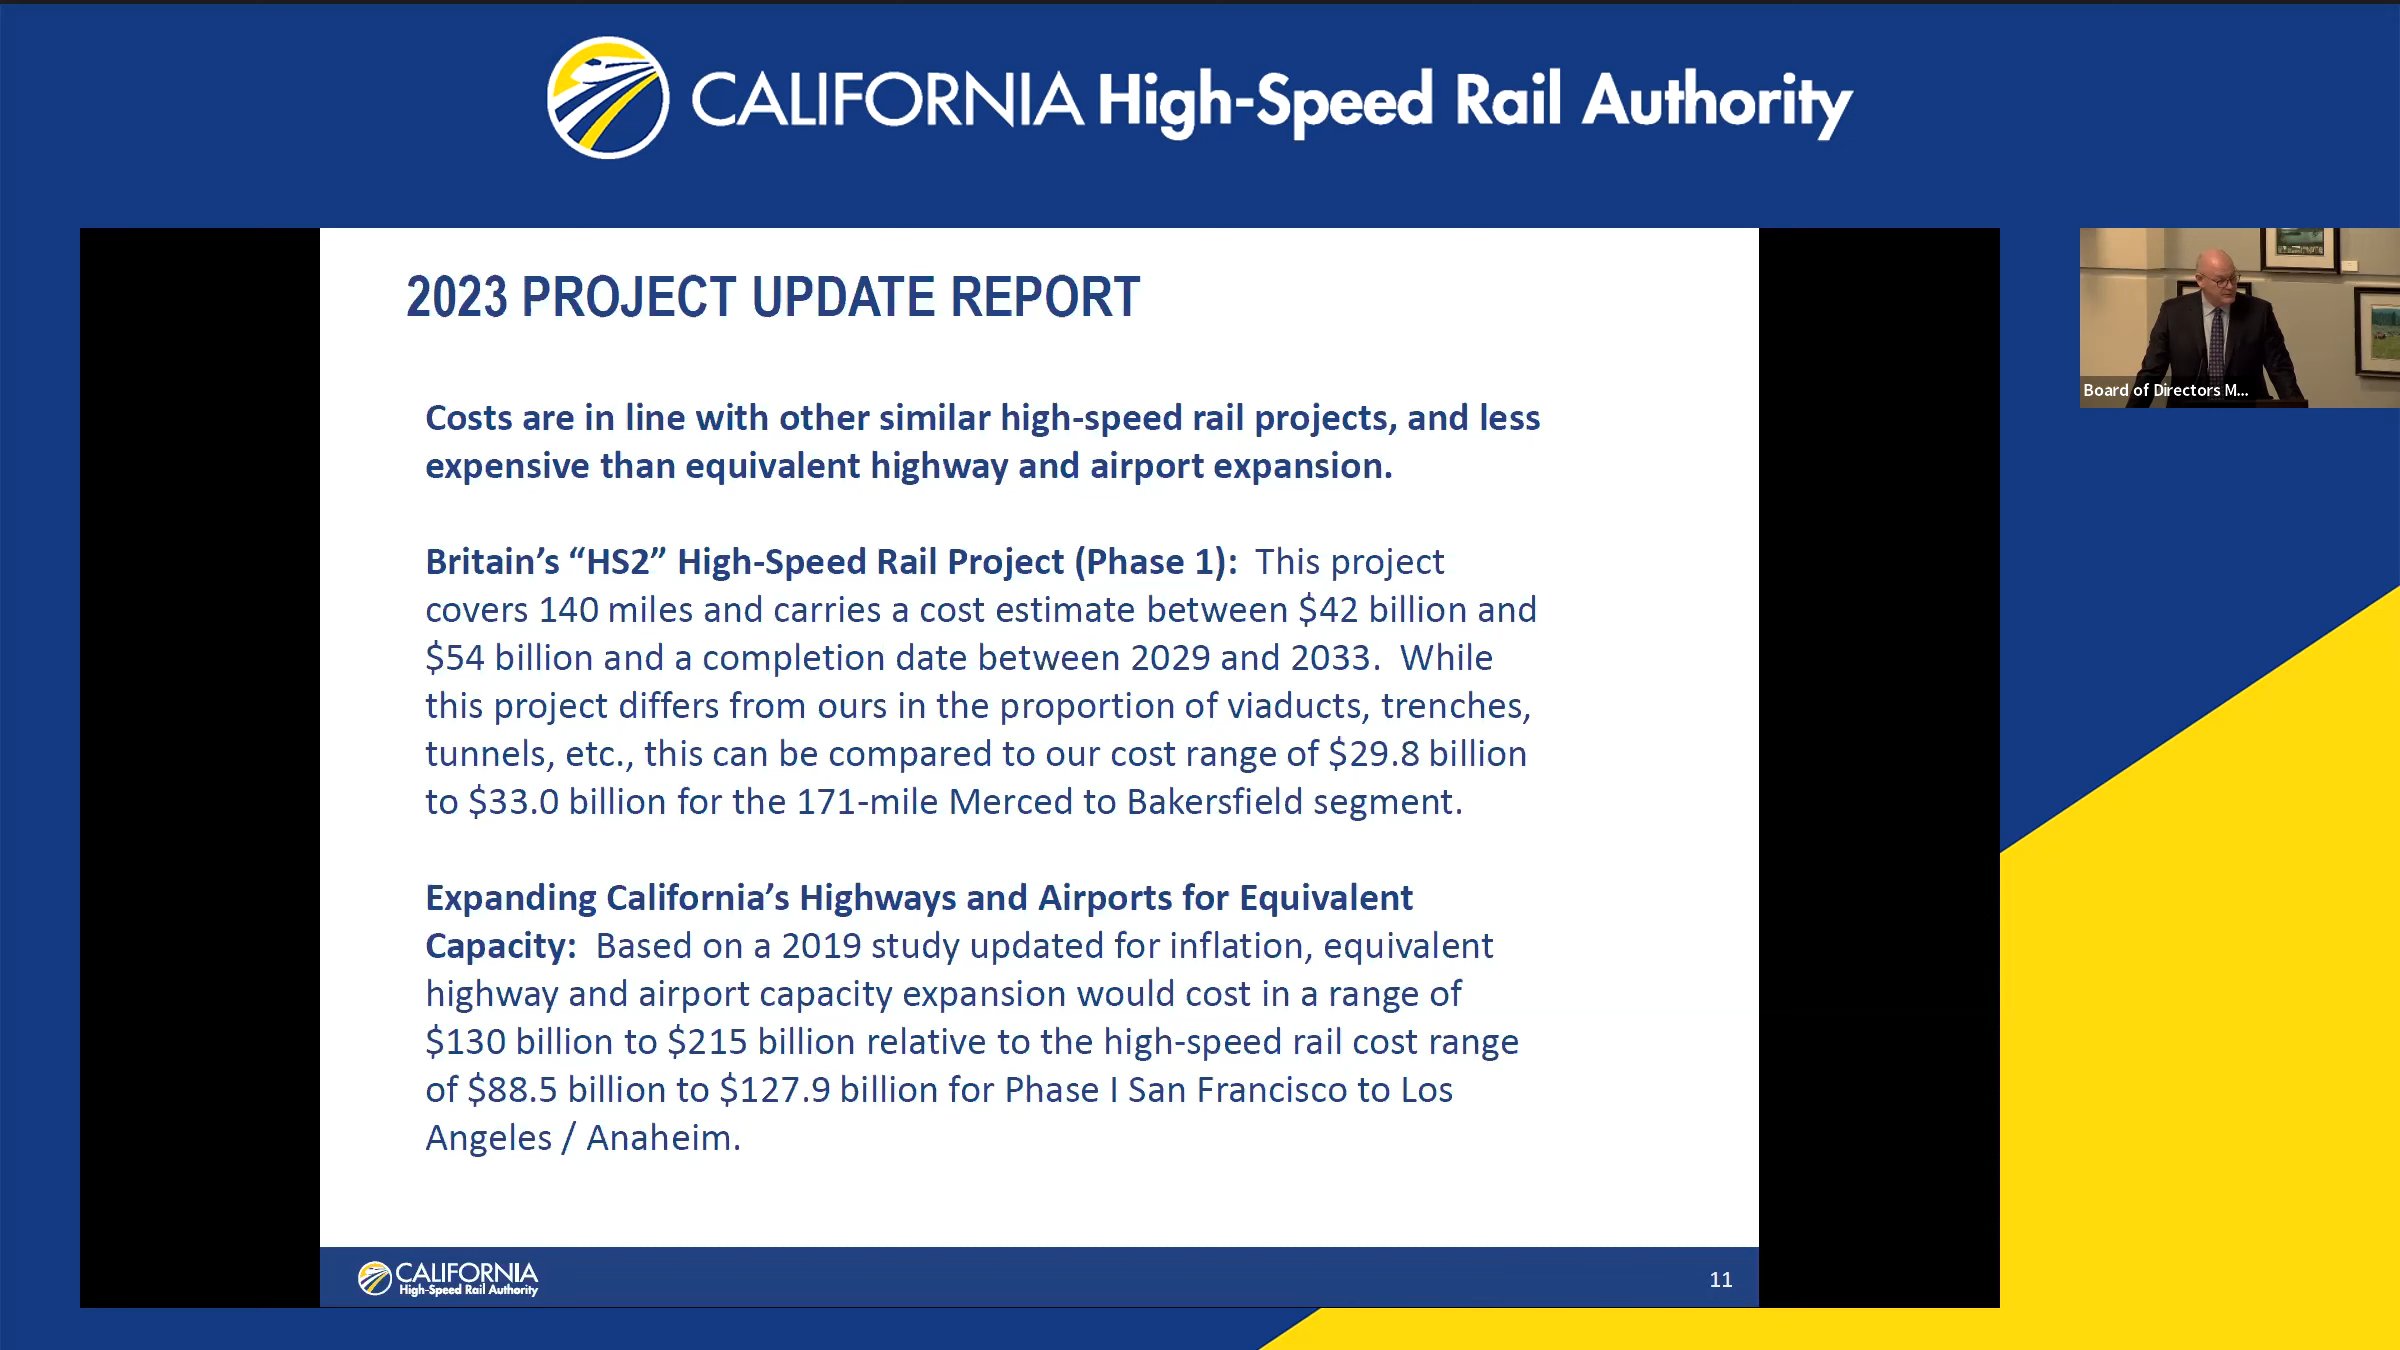 CALIFORNIA High-Speed Rail Authority
2023 PROJECT UPDATE REPORT
Costs are in line with other similar high-speed rail projects, and less
expensive than equivalent highway and airport expansion.
Britain’s “HS2” High-Speed Rail Project (Phase 1): This project
covers 140 miles and carries a cost estimate between $42 billion and
$54 billion and a completion date between 2029 and 2033. While
this project differs from ours in the proportion of viaducts, trenches,
tunnels, etc., this can be compared to our cost range of $29.8 billion
to $33.0 billion for the 171-mile Merced to Bakersfield segment.
Expanding California’s Highways and Airports for Equivalent
Capacity: Based on a 2019 study updated for inflation, equivalent
highway and airport capacity expansion would cost in a range of
$130 billion to $215 billion relative to the high-speed rail cost range
of $88.5 billion to $127.9 billion for Phase I San Francisco to Los
Angeles / Anaheim.
CALIFORNIA
High-Speed Rail Authority
11
Board of Directors M...